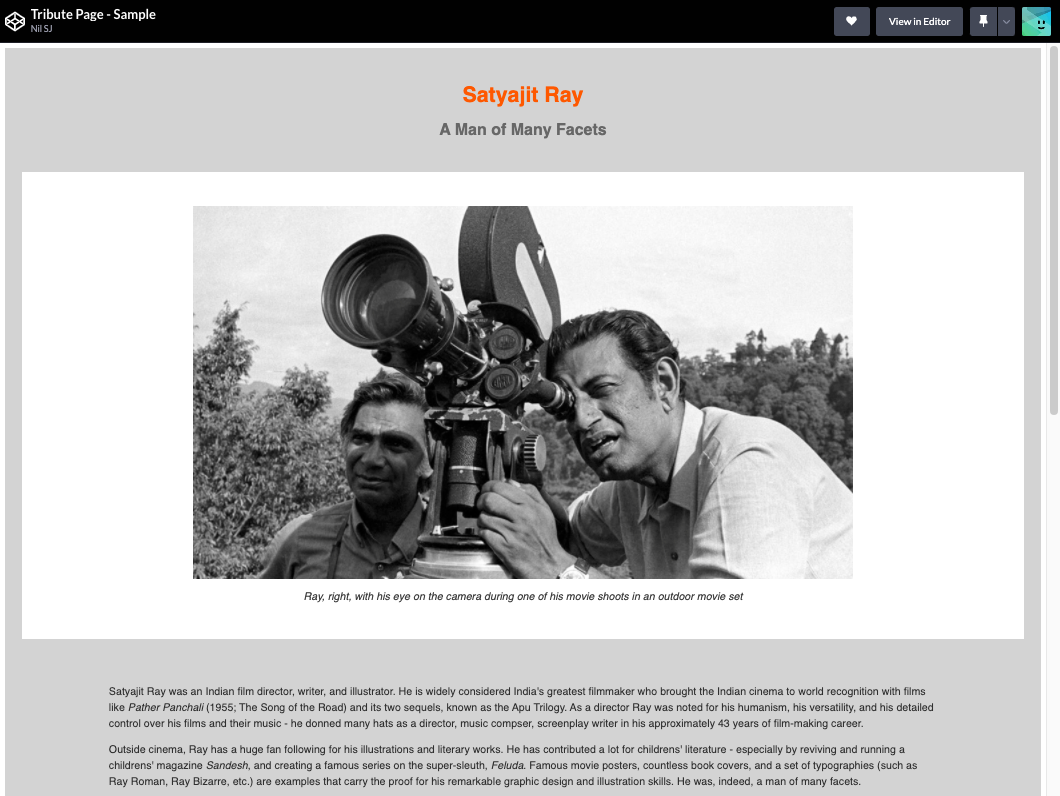 Tribute Page - Sample
Nil SJ
View in Editor
Satyajit Ray
A Man of Many Facets
Ray, right, with his eye on the camera during one of his movie shoots in an outdoor movie set
Satyajit Ray was an Indian film director, writer, and illustrator. He is widely considered India's greatest filmmaker who brought the Indian cinema to world recognition with films
like Pather Panchali (1955; The Song of the Road) and its two sequels, known as the Apu Trilogy. As a director Ray was noted for his humanism, his versatility, and his detailed
control over his films and their music - he donned many hats as a director, music compser, screenplay writer in his approximately 43 years of film-making career.
Outside cinema, Ray has a huge fan following for his illustrations and literary works. He has contributed a lot for childrens' literature - especially by reviving and running a
childrens' magazine Sandesh, and creating a famous series on the super-sleuth, Feluda. Famous movie posters, countless book covers, and a set of typographies (such as
Ray Roman, Ray Bizarre, etc.) are examples that carry the proof for his remarkable graphic design and illustration skills. He was, indeed, a man of many facets.